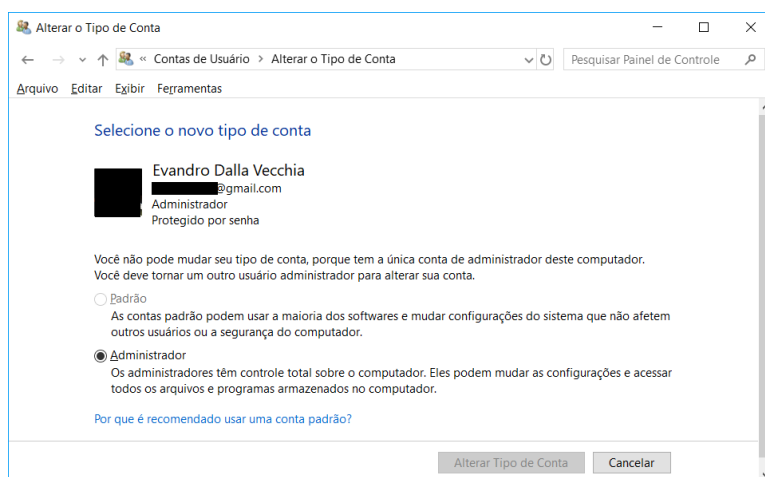 Alterar o Tipo de Conta
« Contas de Usuário > Alterar o Tipo de Conta
Pesquisar Painel de Controle
Arquivo Editar Exibir Ferramentas
Selecione o novo tipo de conta
Evandro Dalla Vecchia
@gmail.com
Administrador
Protegido por senha
Você não pode mudar seu tipo de conta, porque tem a única conta de administrador deste computador.
Você deve tornar um outro usuário administrador para alterar sua conta.
Padrão
As contas padrão podem usar a maioria dos softwares e mudar configurações do sistema que não afetem
outros usuários ou a segurança do computador.
Administrador
Os administradores têm controle total sobre o computador. Eles podem mudar as configurações e acessar
todos os arquivos e programas armazenados no computador.
Por que é recomendado usar uma conta padrão?
Alterar Tipo de Conta Cancelar